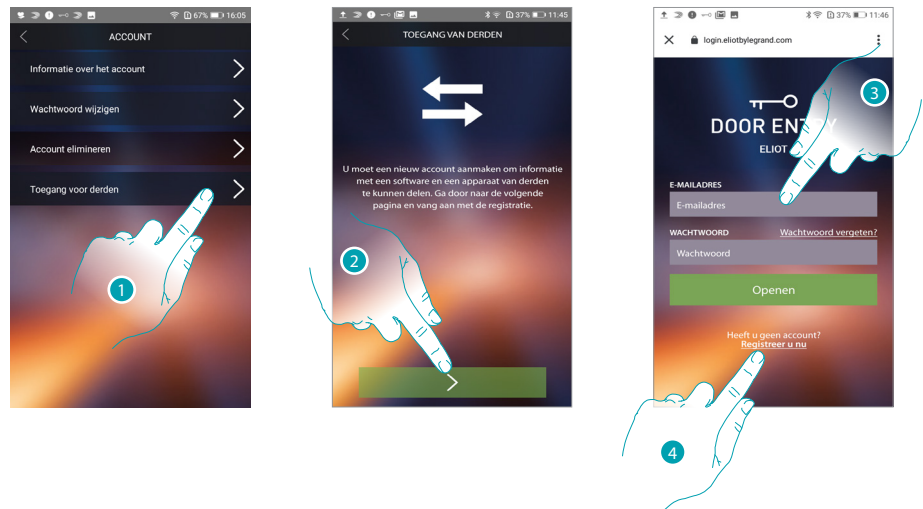 67% 16:05
ACCOUNT
Informatie over het account
Wachtwoord wijzigen
Account elimineren
Toegang voor derden
1
37% 11:45
TOEGANG VAN DERDEN
U moet een nieuw account aanmaken om informatie
met een software en een apparaat van derden
te kunnen delen. Ga door naar de volgende
pagina en vang aan met de registratie.
2
37% 11:46
login.eliotbylegrand.com
3
DOOR ENTRY
ELIOT
E-MAILADRES
E-mailadres
WACHTWOORD Wachtwoord vergeten?
Wachtwoord
Openen
Heeft u geen account?
Registreer u nu
4